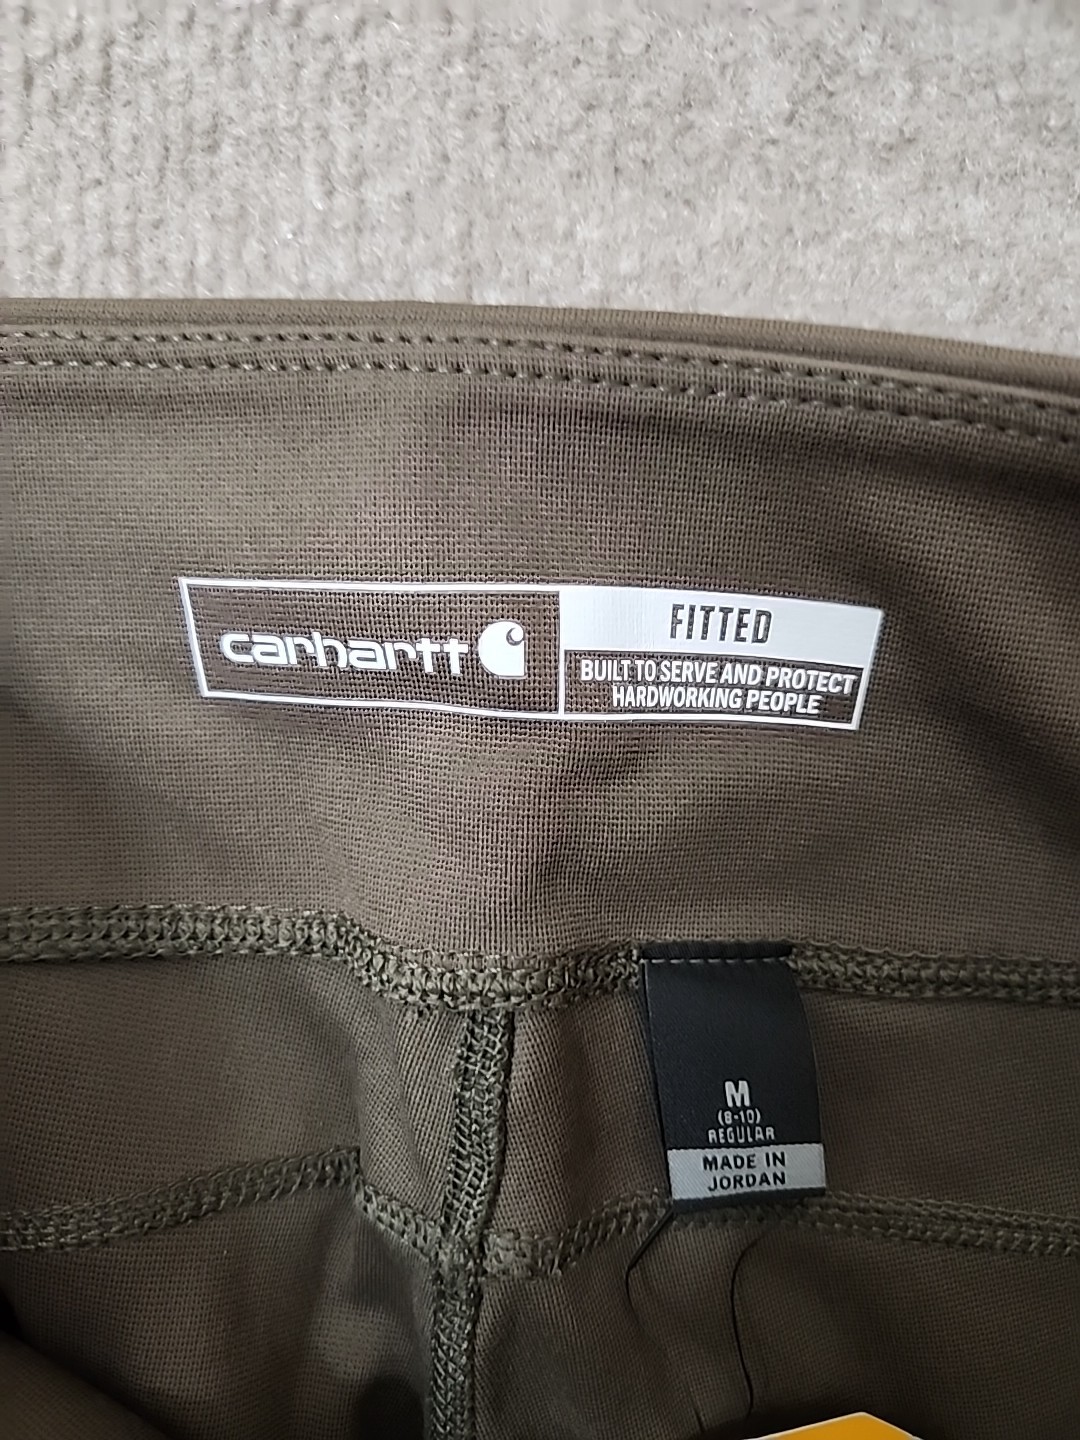 carhartt
FITTED
BUILT TO SERVE AND PROTECT
HARDWORKING PEOPLE
M
(8-10)
REGULAR
MADE IN
JORDAN